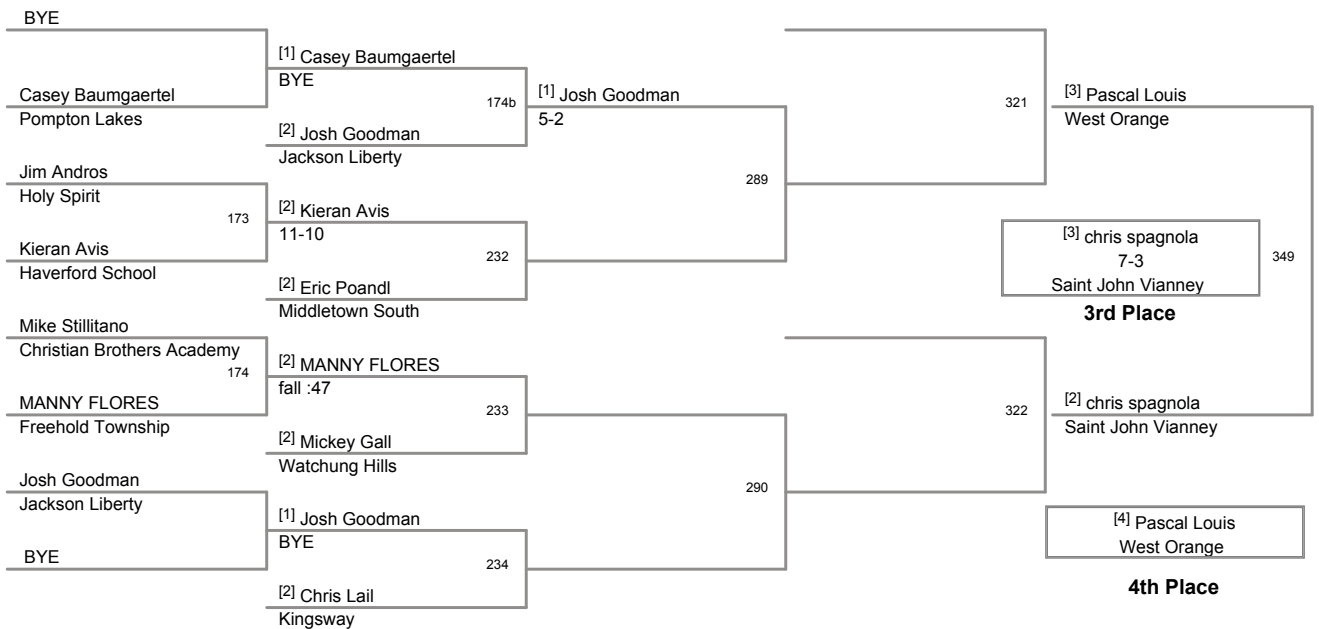 BYE
[1] Casey Baumgaertel
BYE
Casey Baumgaertel
Pompton Lakes
174b
[1] Josh Goodman
5-2
321
[3] Pascal Louis
West Orange
[2] Josh Goodman
Jackson Liberty
Jim Andros
Holy Spirit
289
173
[2] Kieran Avis
11-10
Kieran Avis
Haverford School
232
[3] chris spagnola
7-3
Saint John Vianney
349
3rd Place
[2] Eric Poandl
Middletown South
Mike Stillitano
Christian Brothers Academy
174
[2] MANNY FLORES
fall :47
MANNY FLORES
Freehold Township
233
322
[2] chris spagnola
Saint John Vianney
[2] Mickey Gall
Watchung Hills
Josh Goodman
Jackson Liberty
290
[1] Josh Goodman
BYE
BYE
234
[4] Pascal Louis
West Orange
4th Place
[2] Chris Lail
Kingsway